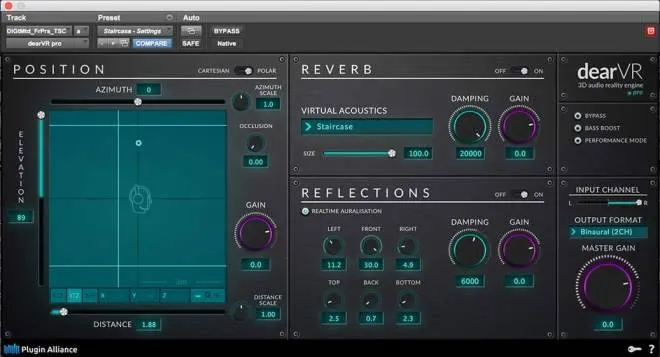 Track Preset Auto
DIGtMtd_FrPrs_TSC a Staircase - Settings BYPASS
dearVR pro - + COMPARE SAFE Native
POSITION
CARTESIAN POLAR
AZIMUTH 0
AZIMUTH SCALE
1.0
OCCLUSION
0.00
ELEVATION
89
GAIN
0.0
XYZ X Y Z
DISTANCE 1.88
DISTANCE SCALE
1.00
REVERB
OFF ON
VIRTUAL ACOUSTICS
Staircase
SIZE 100.0
DAMPING GAIN
20000 0.0
REFLECTIONS
OFF ON
REALTIME AURALISATION
LEFT FRONT RIGHT
11.2 30.0 4.9
TOP BACK BOTTOM
2.5 0.7 2.3
DAMPING GAIN
6000 0.0
dearVR
3D audio reality engine
pro
BYPASS
BASS BOOST
PERFORMANCE MODE
INPUT CHANNEL
L R
OUTPUT FORMAT
Binaural (2CH)
MASTER GAIN
0.0
Plugin Alliance ?